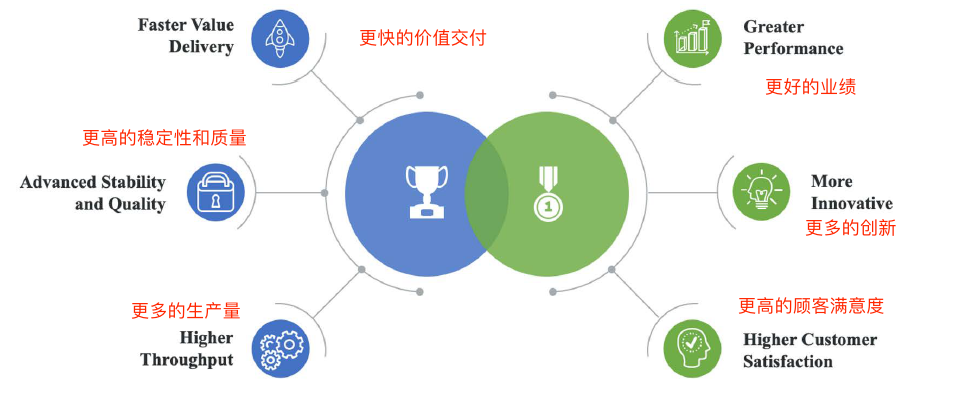 Faster Value
Delivery
更快的价值交付
更高的稳定性和质量
Advanced Stability
and Quality
更多的生产量
Higher
Throughput
1
Greater
Performance
更好的业绩
More
Innovative
更多的创新
更高的顾客满意度
Higher Customer
Satisfaction